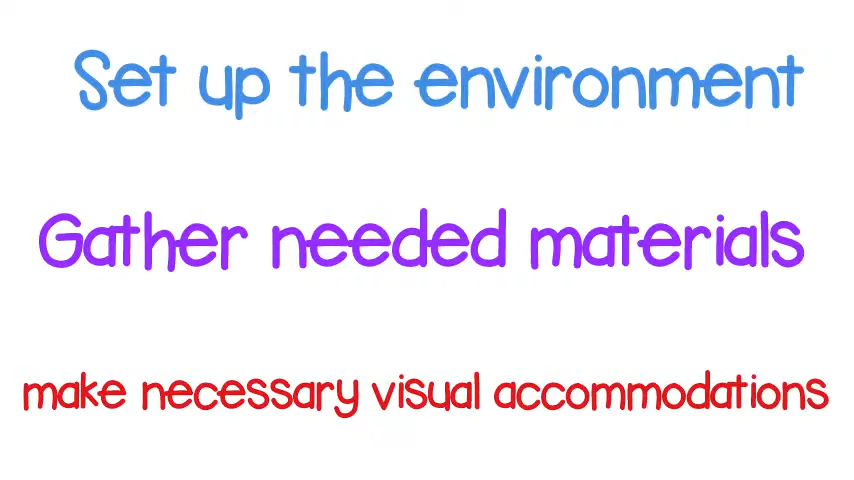 Set up the environment
Gather needed materials
make necessary visual accommodations